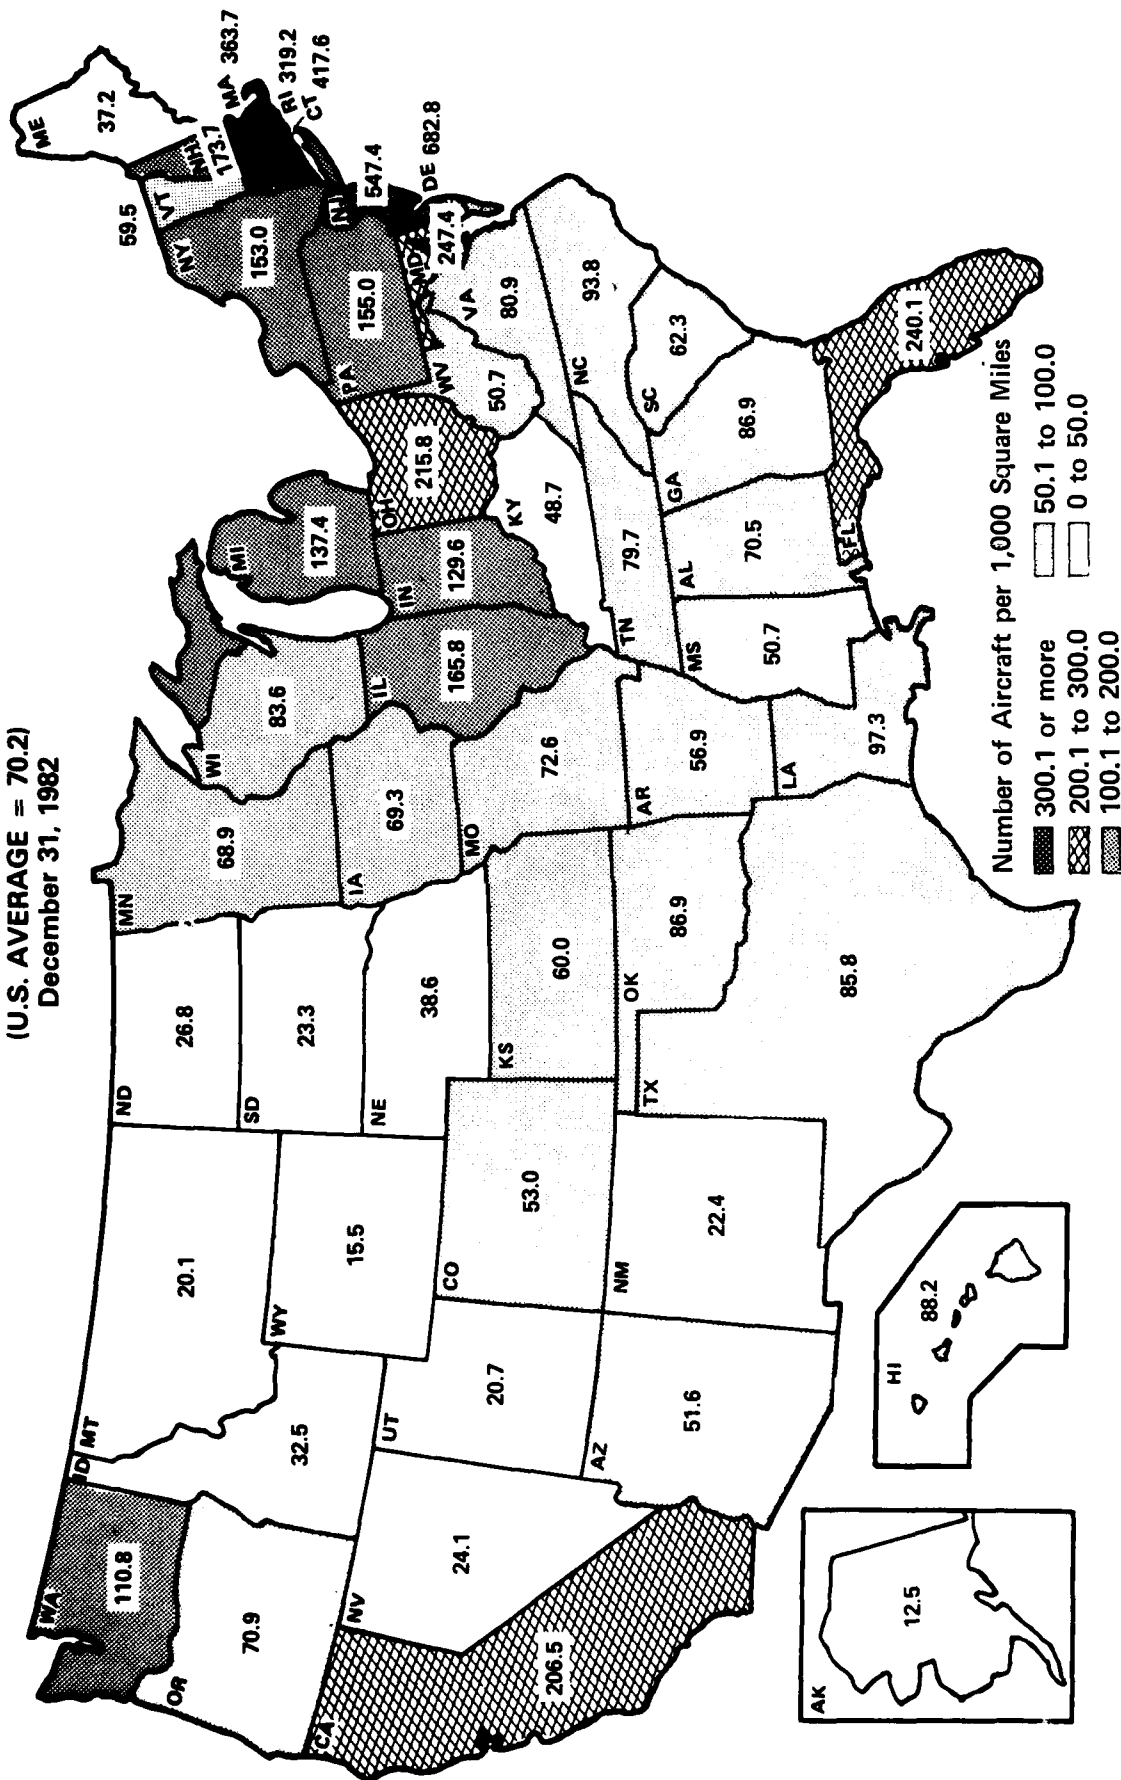 (U.S. AVERAGE = 70.2)
December 31, 1982
WA
110.8
OR
70.9
CA
206.5
NV
24.1
ID
32.5
MT
20.1
WY
15.5
UT
20.7
AZ
51.6
CO
53.0
NM
22.4
ND
26.8
SD
23.3
NE
38.6
KS
60.0
OK
86.9
TX
85.8
MN
68.9
IA
69.3
MO
72.6
AR
56.9
LA
97.3
WI
83.6
IL
165.8
MI
137.4
IN
129.6
OH
215.8
KY
48.7
TN
79.7
MS
50.7
AL
70.5
GA
86.9
FL
240.1
SC
62.3
NC
93.8
VA
80.9
WV
50.7
MD
247.4
DE 682.8
PA
155.0
NJ
547.4
NY
153.0
CT 417.6
RI 319.2
MA 363.7
VT
59.5
NH
173.7
ME
37.2
AK
12.5
HI
88.2
Number of Aircraft per 1,000 Square Miles
300.1 or more
200.1 to 300.0
100.1 to 200.0
50.1 to 100.0
0 to 50.0